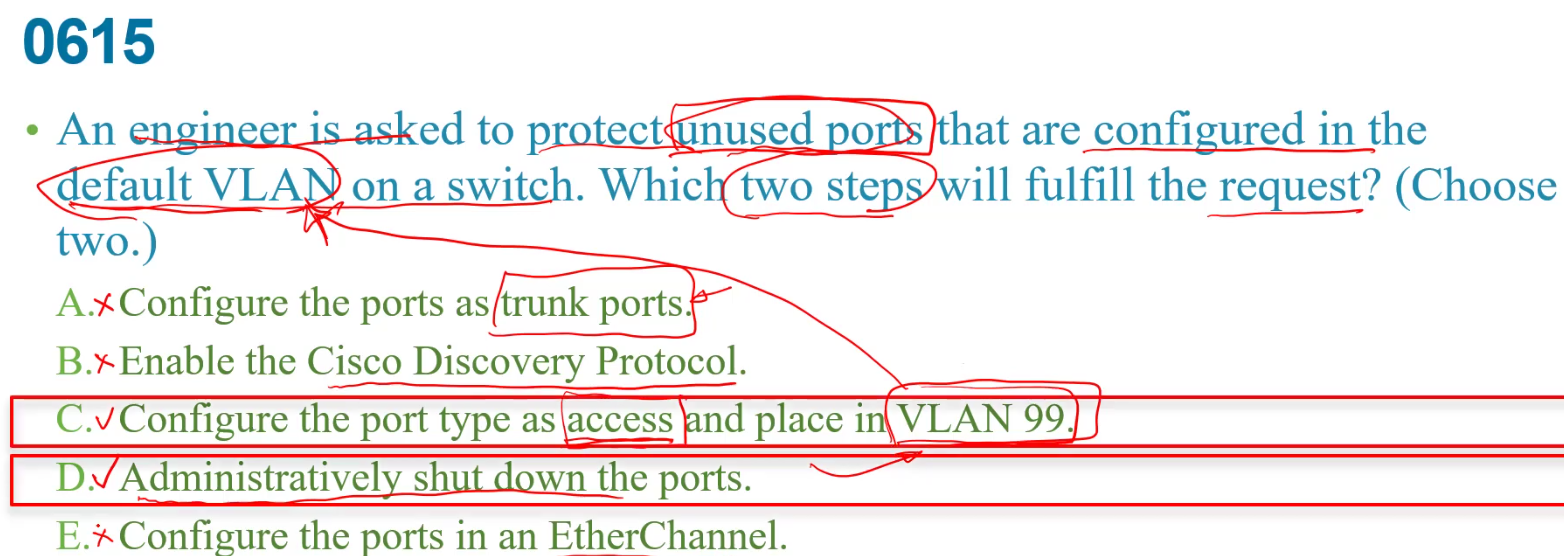 0615
• An engineer is asked to protect unused ports that are configured in the
default VLAN on a switch. Which two steps will fulfill the request? (Choose
two.)
A. Configure the ports as trunk ports.
B. Enable the Cisco Discovery Protocol.
C. Configure the port type as access and place in VLAN 99.
D. Administratively shut down the ports.
E. Configure the ports in an EtherChannel.